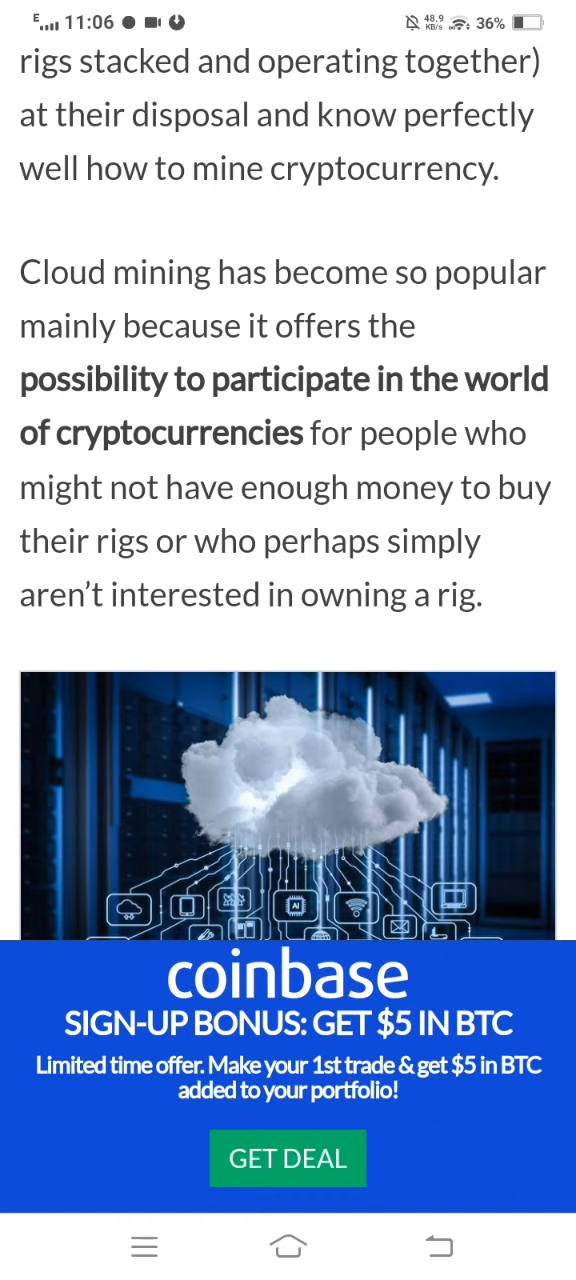 E 11:06 48.9 KB/s 36%
rigs stacked and operating together)
at their disposal and know perfectly
well how to mine cryptocurrency.
Cloud mining has become so popular
mainly because it offers the
possibility to participate in the world
of cryptocurrencies for people who
might not have enough money to buy
their rigs or who perhaps simply
aren’t interested in owning a rig.
AI
coinbase
SIGN-UP BONUS: GET $5 IN BTC
Limited time offer. Make your 1st trade & get $5 in BTC
added to your portfolio!
GET DEAL